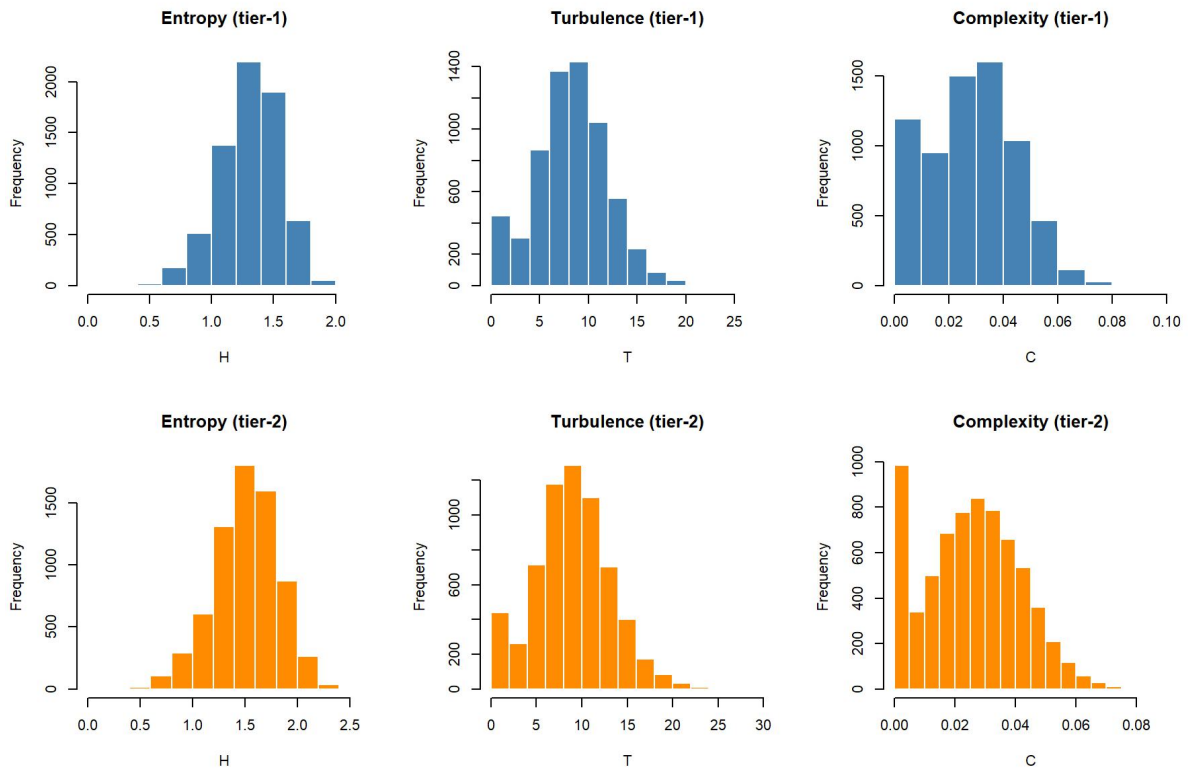 Entropy (tier-1)
Frequency
0 500 1000 1500 2000
0.0 0.5 1.0 1.5 2.0
H
Turbulence (tier-1)
Frequency
0 200 600 1000 1400
0 5 10 15 20 25
T
Complexity (tier-1)
Frequency
0 500 1000 1500
0.00 0.02 0.04 0.06 0.08 0.10
C
Entropy (tier-2)
Frequency
0 500 1000 1500
0.0 0.5 1.0 1.5 2.0 2.5
H
Turbulence (tier-2)
Frequency
0 200 600 1000
0 5 10 15 20 25 30
T
Complexity (tier-2)
Frequency
0 200 400 600 800 1000
0.00 0.02 0.04 0.06 0.08
C